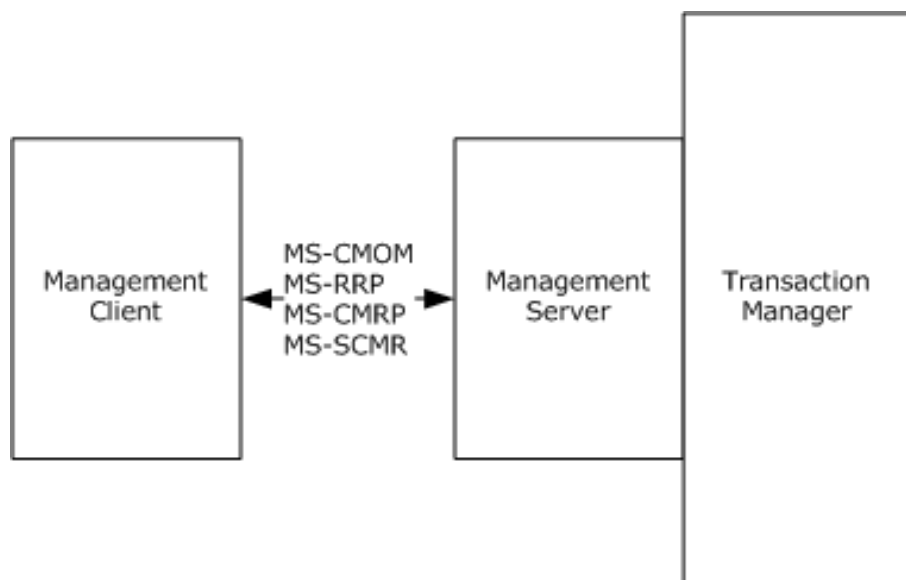 Management
Client
MS-CMOM
MS-RRP
MS-CMRP
MS-SCMR
Management
Server
Transaction
Manager